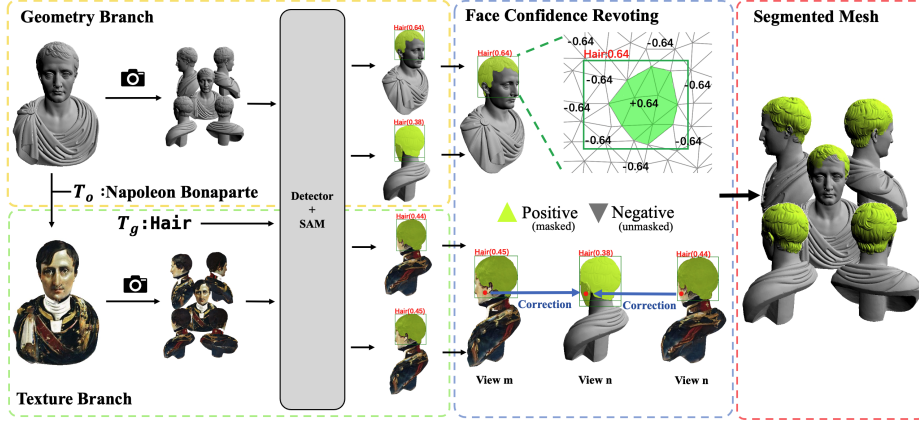 Geometry Branch
Hair(0.64)
Hair(0.38)
T_o :Napoleon Bonaparte
T_g:Hair
Detector
+
SAM
Hair(0.44)
Hair(0.45)
Texture Branch
Face Confidence Revoting
Hair(0.64)
-0.64
-0.64
Hair:0.64
-0.64
-0.64
-0.64
+0.64
-0.64
-0.64
-0.64
Positive
(masked)
Negative
(unmasked)
Hair(0.45)
Hair(0.38)
Hair(0.44)
Correction
Correction
View m
View n
View n
Segmented Mesh